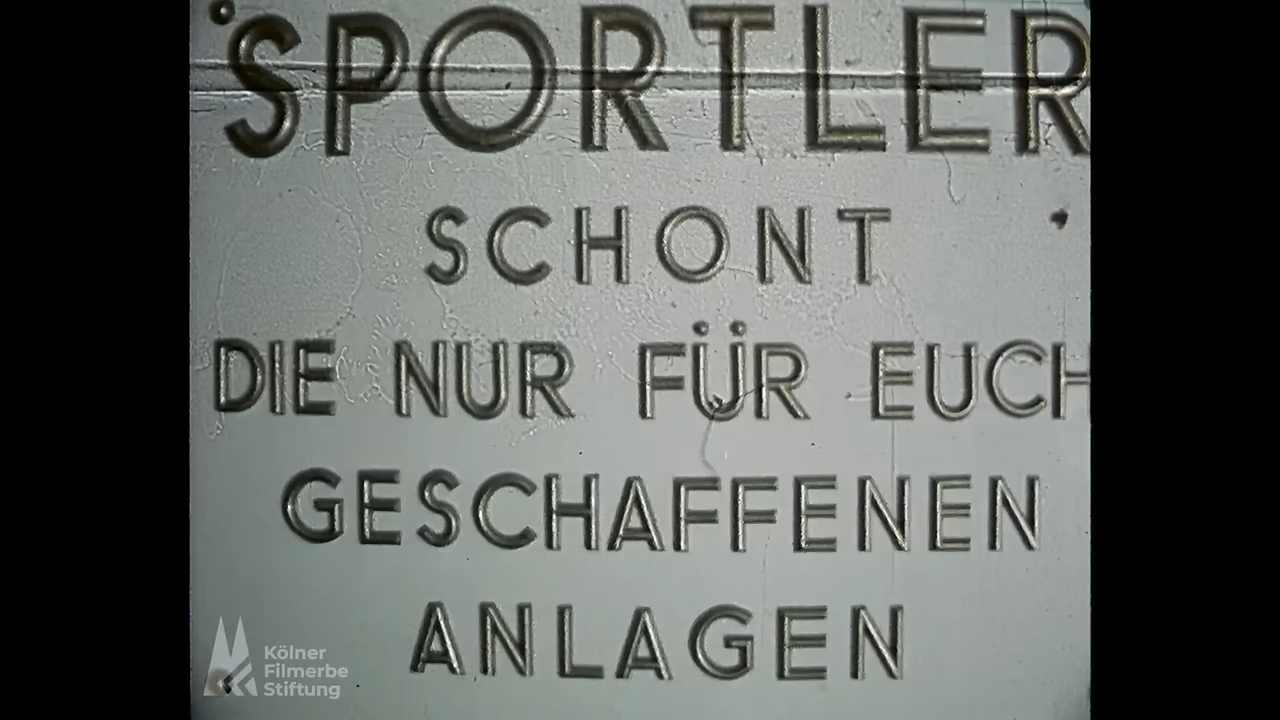 SPORTLER
SCHONT
DIE NUR FÜR EUCH
GESCHAFFENEN
ANLAGEN
Kölner
Filmerbe
Stiftung